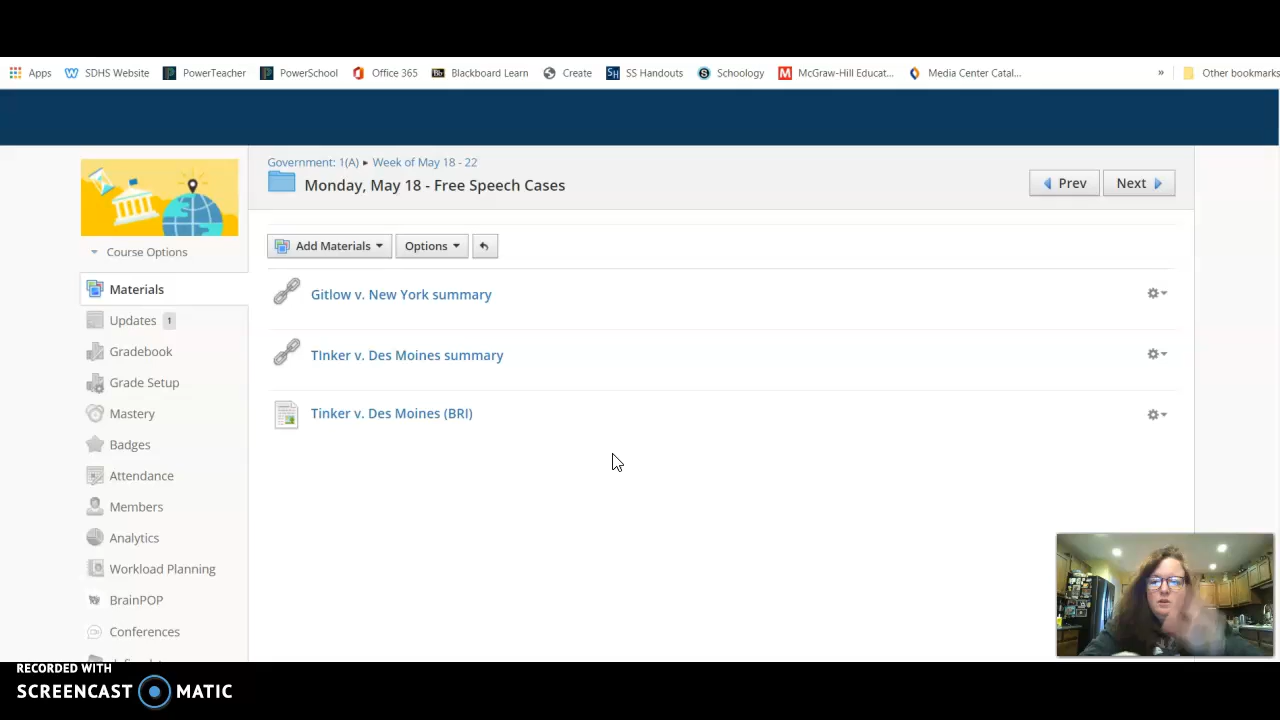 Apps SDHS Website PowerTeacher PowerSchool Office 365 Bb Blackboard Learn Create SH SS Handouts S Schoology M McGraw-Hill Educat... Media Center Catal... » Other bookmarks
Government: 1(A) ▸ Week of May 18 - 22
Monday, May 18 - Free Speech Cases
Prev Next
Course Options
Add Materials Options
Materials
Gitlow v. New York summary
Updates 1
Gradebook
TInker v. Des Moines summary
Grade Setup
Mastery
Tinker v. Des Moines (BRI)
Badges
Attendance
Members
Analytics
Workload Planning
BrainPOP
Conferences
RECORDED WITH
SCREENCAST MATIC